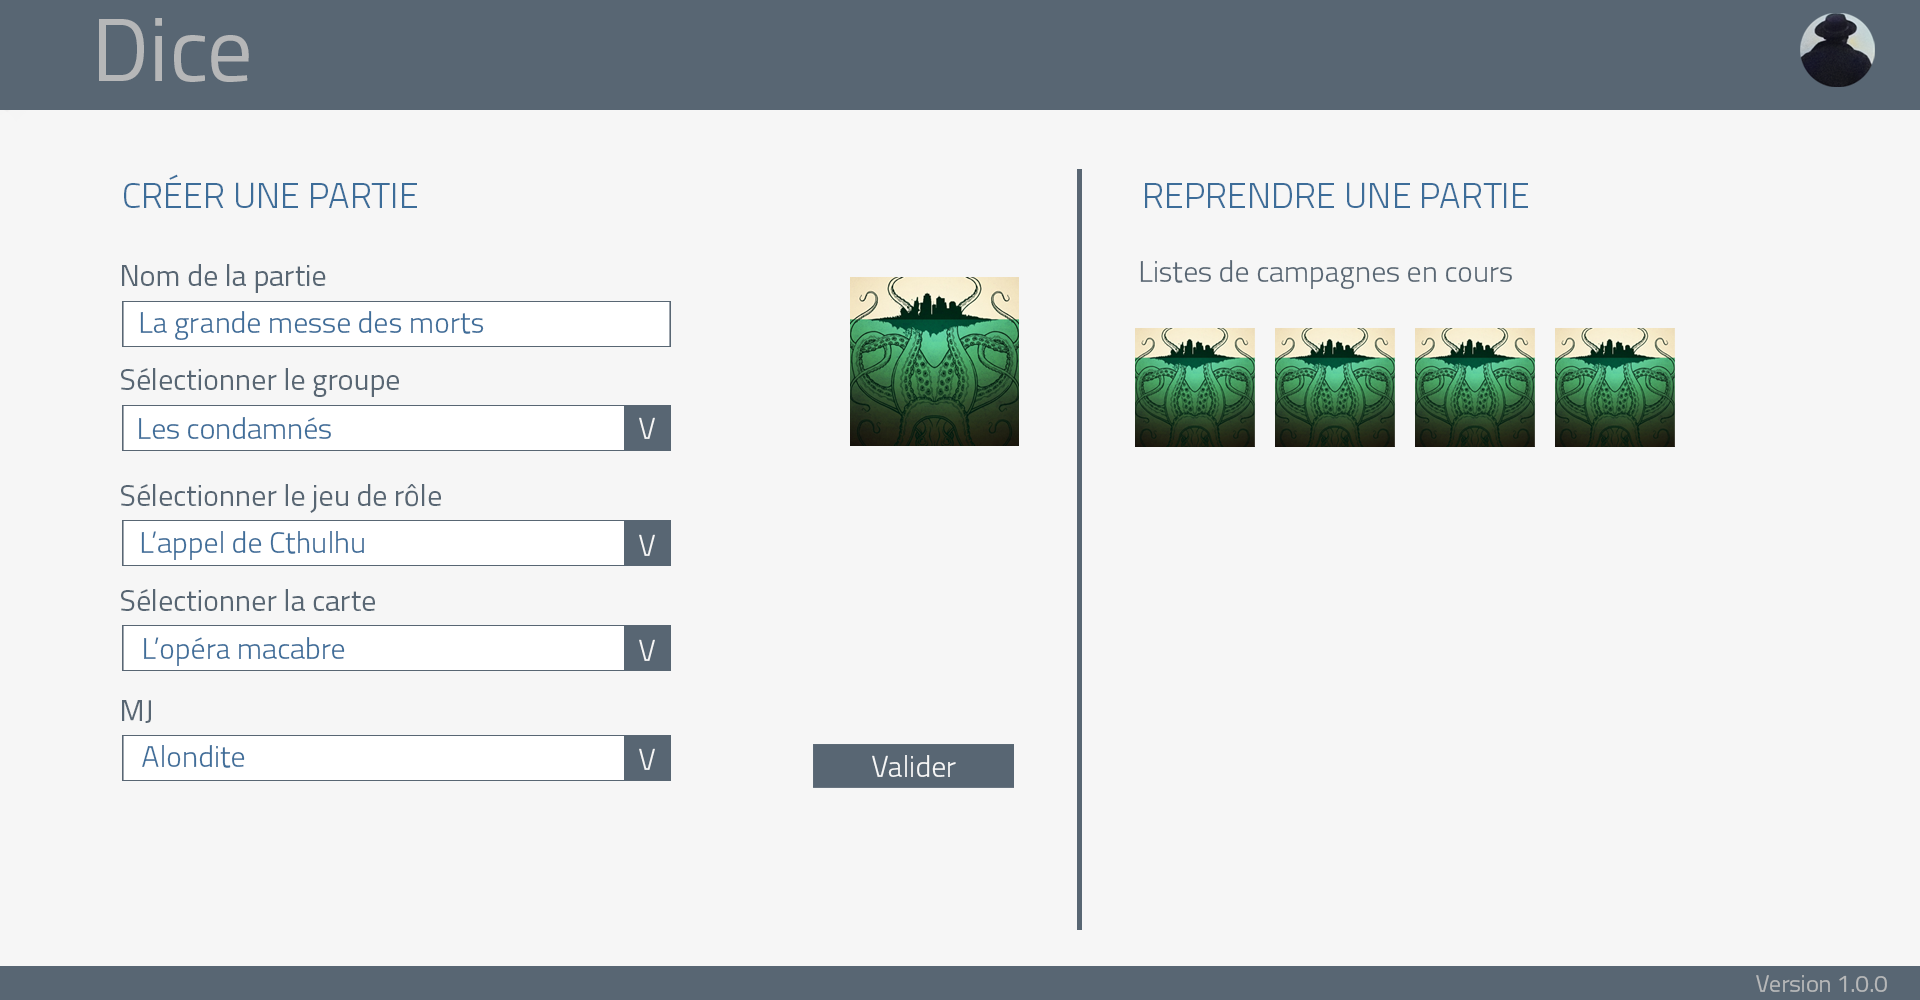 Dice
CRÉER UNE PARTIE
Nom de la partie
La grande messe des morts
Sélectionner le groupe
Les condamnés
V
Sélectionner le jeu de rôle
L’appel de Cthulhu
V
Sélectionner la carte
L’opéra macabre
V
MJ
Alondite
V
Valider
REPRENDRE UNE PARTIE
Listes de campagnes en cours
Version 1.0.0